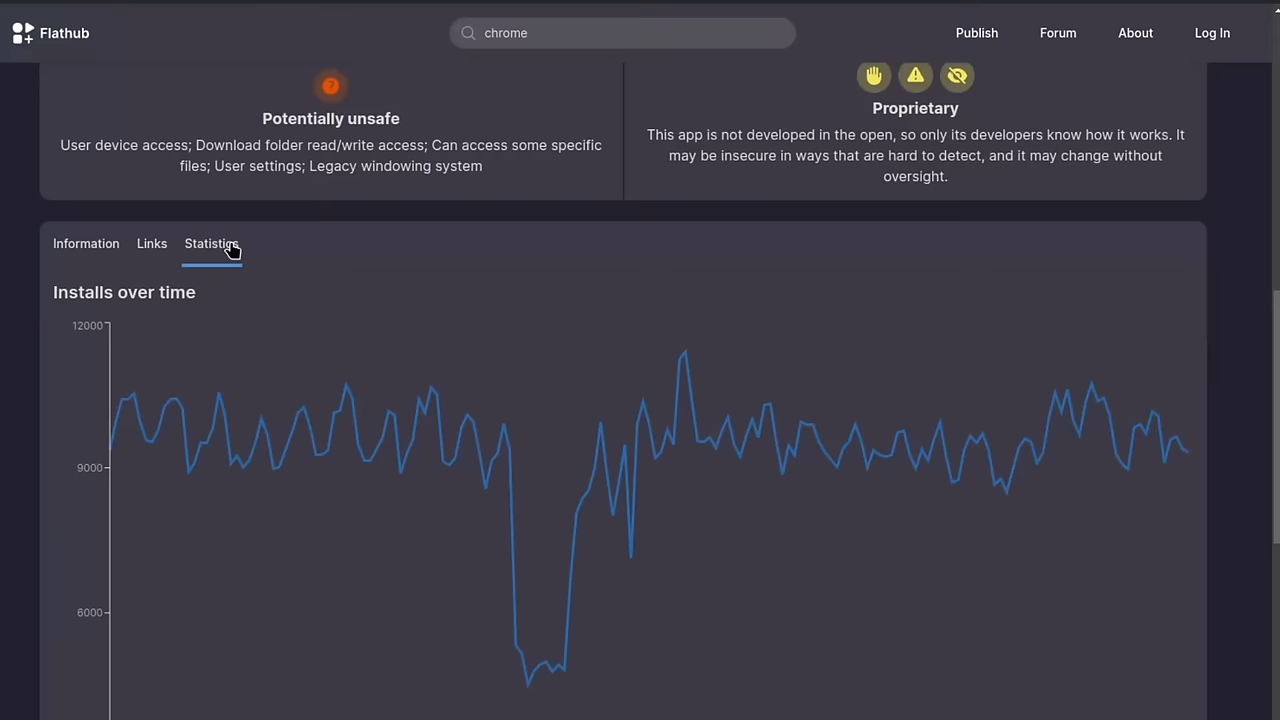 Flathub
chrome
Publish
Forum
About
Log In
?
Potentially unsafe
User device access; Download folder read/write access; Can access some specific
files; User settings; Legacy windowing system
Proprietary
This app is not developed in the open, so only its developers know how it works. It
may be insecure in ways that are hard to detect, and it may change without
oversight.
Information
Links
Statistics
Installs over time
12000
9000
6000